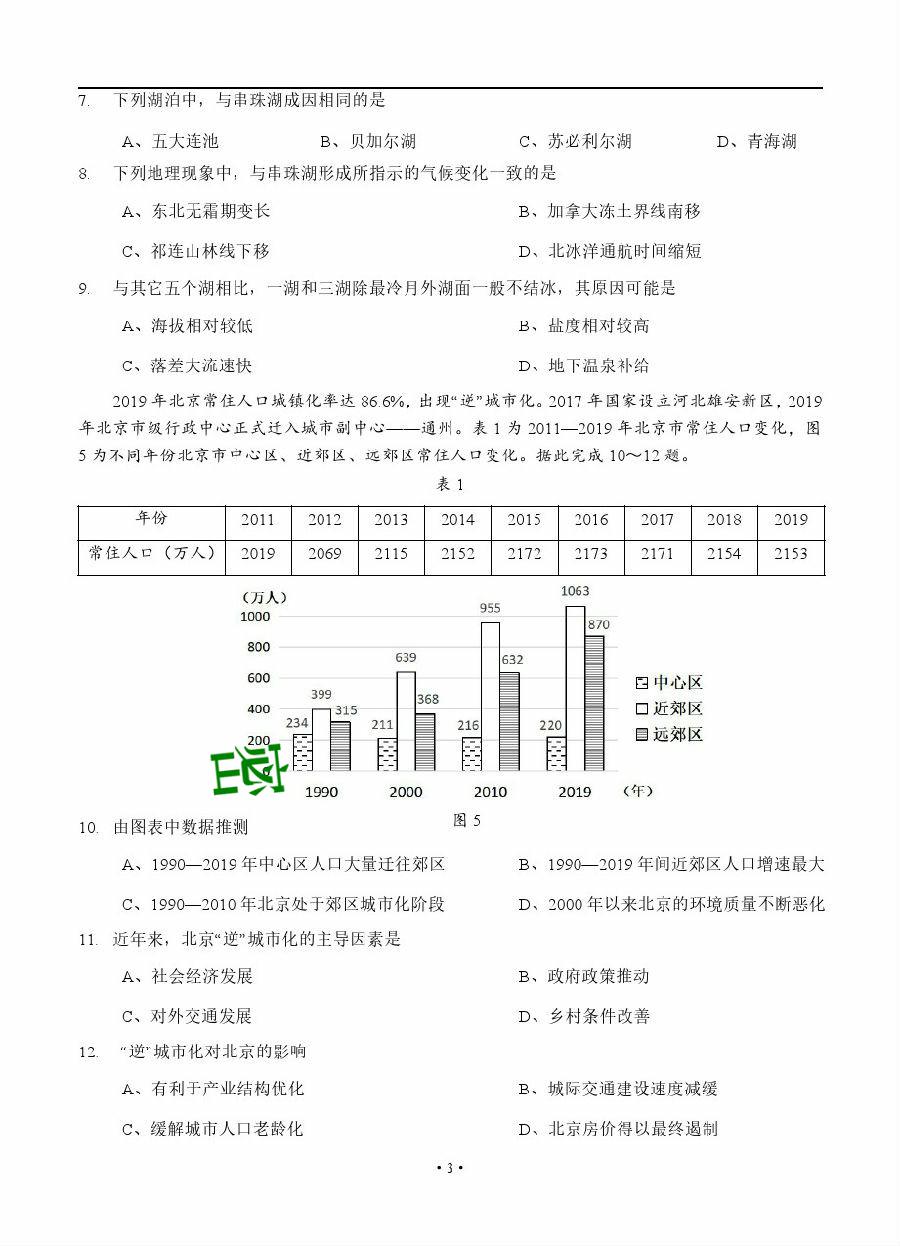 7. 下列湖泊中，与串珠湖成因相同的是
A、五大连池 B、贝加尔湖 C、苏必利尔湖 D、青海湖
8. 下列地理现象中，与串珠湖形成所指示的气候变化一致的是
A、东北无霜期变长 B、加拿大冻土界线南移
C、祁连山林线下移 D、北冰洋通航时间缩短
9. 与其它五个湖相比，一湖和三湖除最冷月外湖面一般不结冰，其原因可能是
A、海拔相对较低 B、盐度相对较高
C、落差大流速快 D、地下温泉补给
2019年北京常住人口城镇化率达 86.6%，出现“逆”城市化。2017 年国家设立河北雄安新区，2019
年北京市级行政中心正式迁入城市副中心——通州。表 1 为 2011—2019 年北京市常住人口变化，图
5 为不同年份北京市中心区、近郊区、远郊区常住人口变化。据此完成 10～12 题。
表 1
年份 2011 2012 2013 2014 2015 2016 2017 2018 2019
常住人口（万人） 2019 2069 2115 2152 2172 2173 2171 2154 2153
（万人）
1000
800
600
400
200
234 399 315
211 639 368
216 955 632
220 1063 870
中心区
近郊区
远郊区
1990 2000 2010 2019 （年）
图 5
10. 由图表中数据推测
A、1990—2019 年中心区人口大量迁往郊区 B、1990—2019 年间近郊区人口增速最大
C、1990—2010 年北京处于郊区城市化阶段 D、2000 年以来北京的环境质量不断恶化
11. 近年来，北京“逆”城市化的主导因素是
A、社会经济发展 B、政府政策推动
C、对外交通发展 D、乡村条件改善
12. “逆”城市化对北京的影响
A、有利于产业结构优化 B、城际交通建设速度减缓
C、缓解城市人口老龄化 D、北京房价得以最终遏制
• 3 •